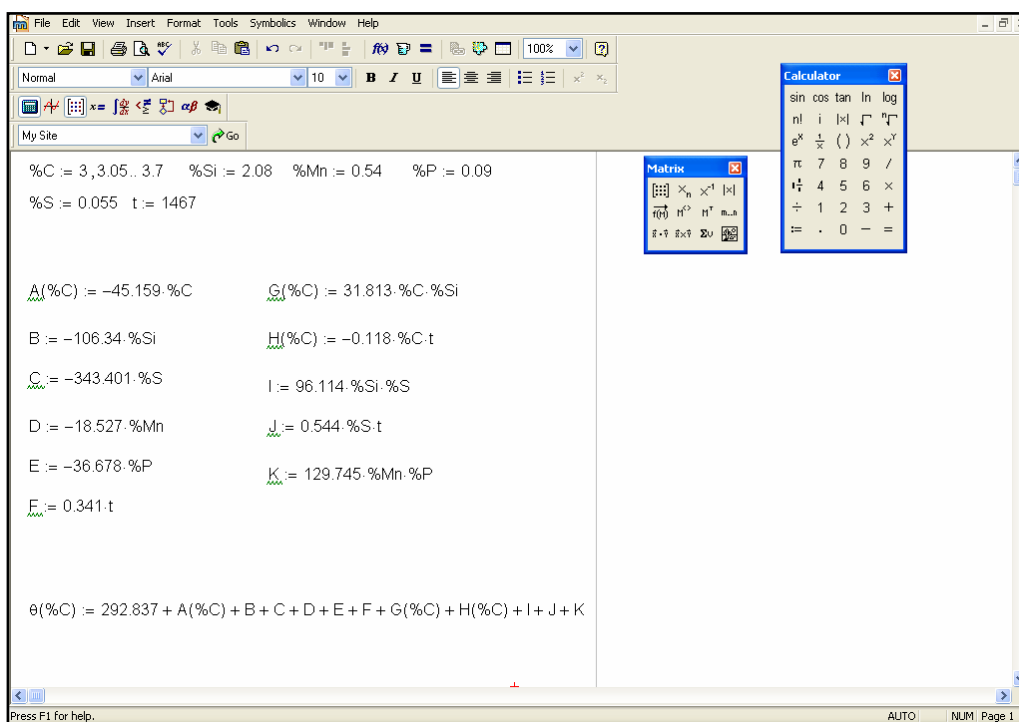 File Edit View Insert Format Tools Symbolics Window Help
100%
Normal Arial 10 B I U
My Site Go
%C := 3,3.05.. 3.7 %Si := 2.08 %Mn := 0.54 %P := 0.09
%S := 0.055 t := 1467
A(%C) := −45.159·%C G(%C) := 31.813·%C·%Si
B := −106.34·%Si H(%C) := −0.118·%C·t
C := −343.401·%S I := 96.114·%Si·%S
D := −18.527·%Mn J := 0.544·%S·t
E := −36.678·%P K := 129.745·%Mn·%P
F := 0.341·t
θ(%C) := 292.837 + A(%C) + B + C + D + E + F + G(%C) + H(%C) + I + J + K
Matrix
Calculator
sin cos tan ln log
n! i |×|
π 7 8 9 /
4 5 6 ×
÷ 1 2 3 +
:= . 0 − =
Press F1 for help. AUTO NUM Page 1